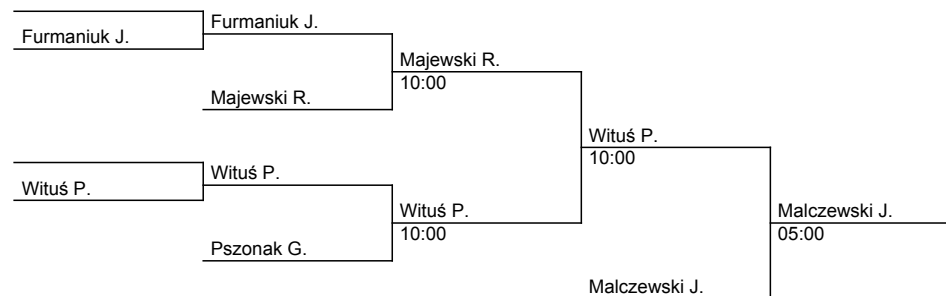 Furmaniuk J.
Furmaniuk J.
Majewski R.
10:00
Majewski R.
Wituś P.
10:00
Wituś P.
Wituś P.
Wituś P.
10:00
Malczewski J.
05:00
Pszonak G.
Malczewski J.